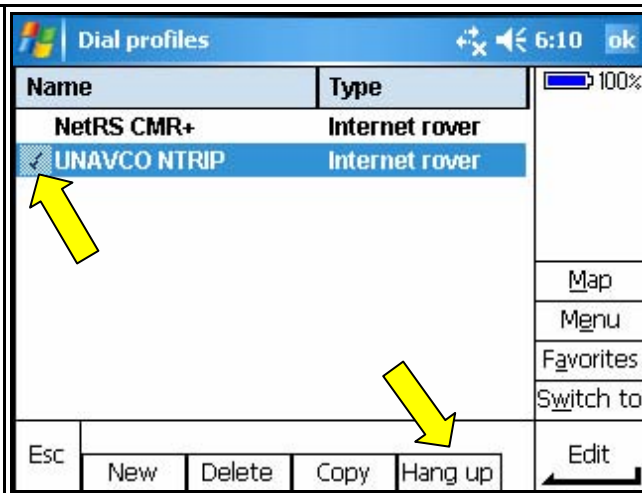 Dial profiles 6:10 ok
Name Type 100%
NetRS CMR+ Internet rover
✓ UNAVCO NTRIP Internet rover
Map
Menu
Favorites
Switch to
Esc New Delete Copy Hang up Edit